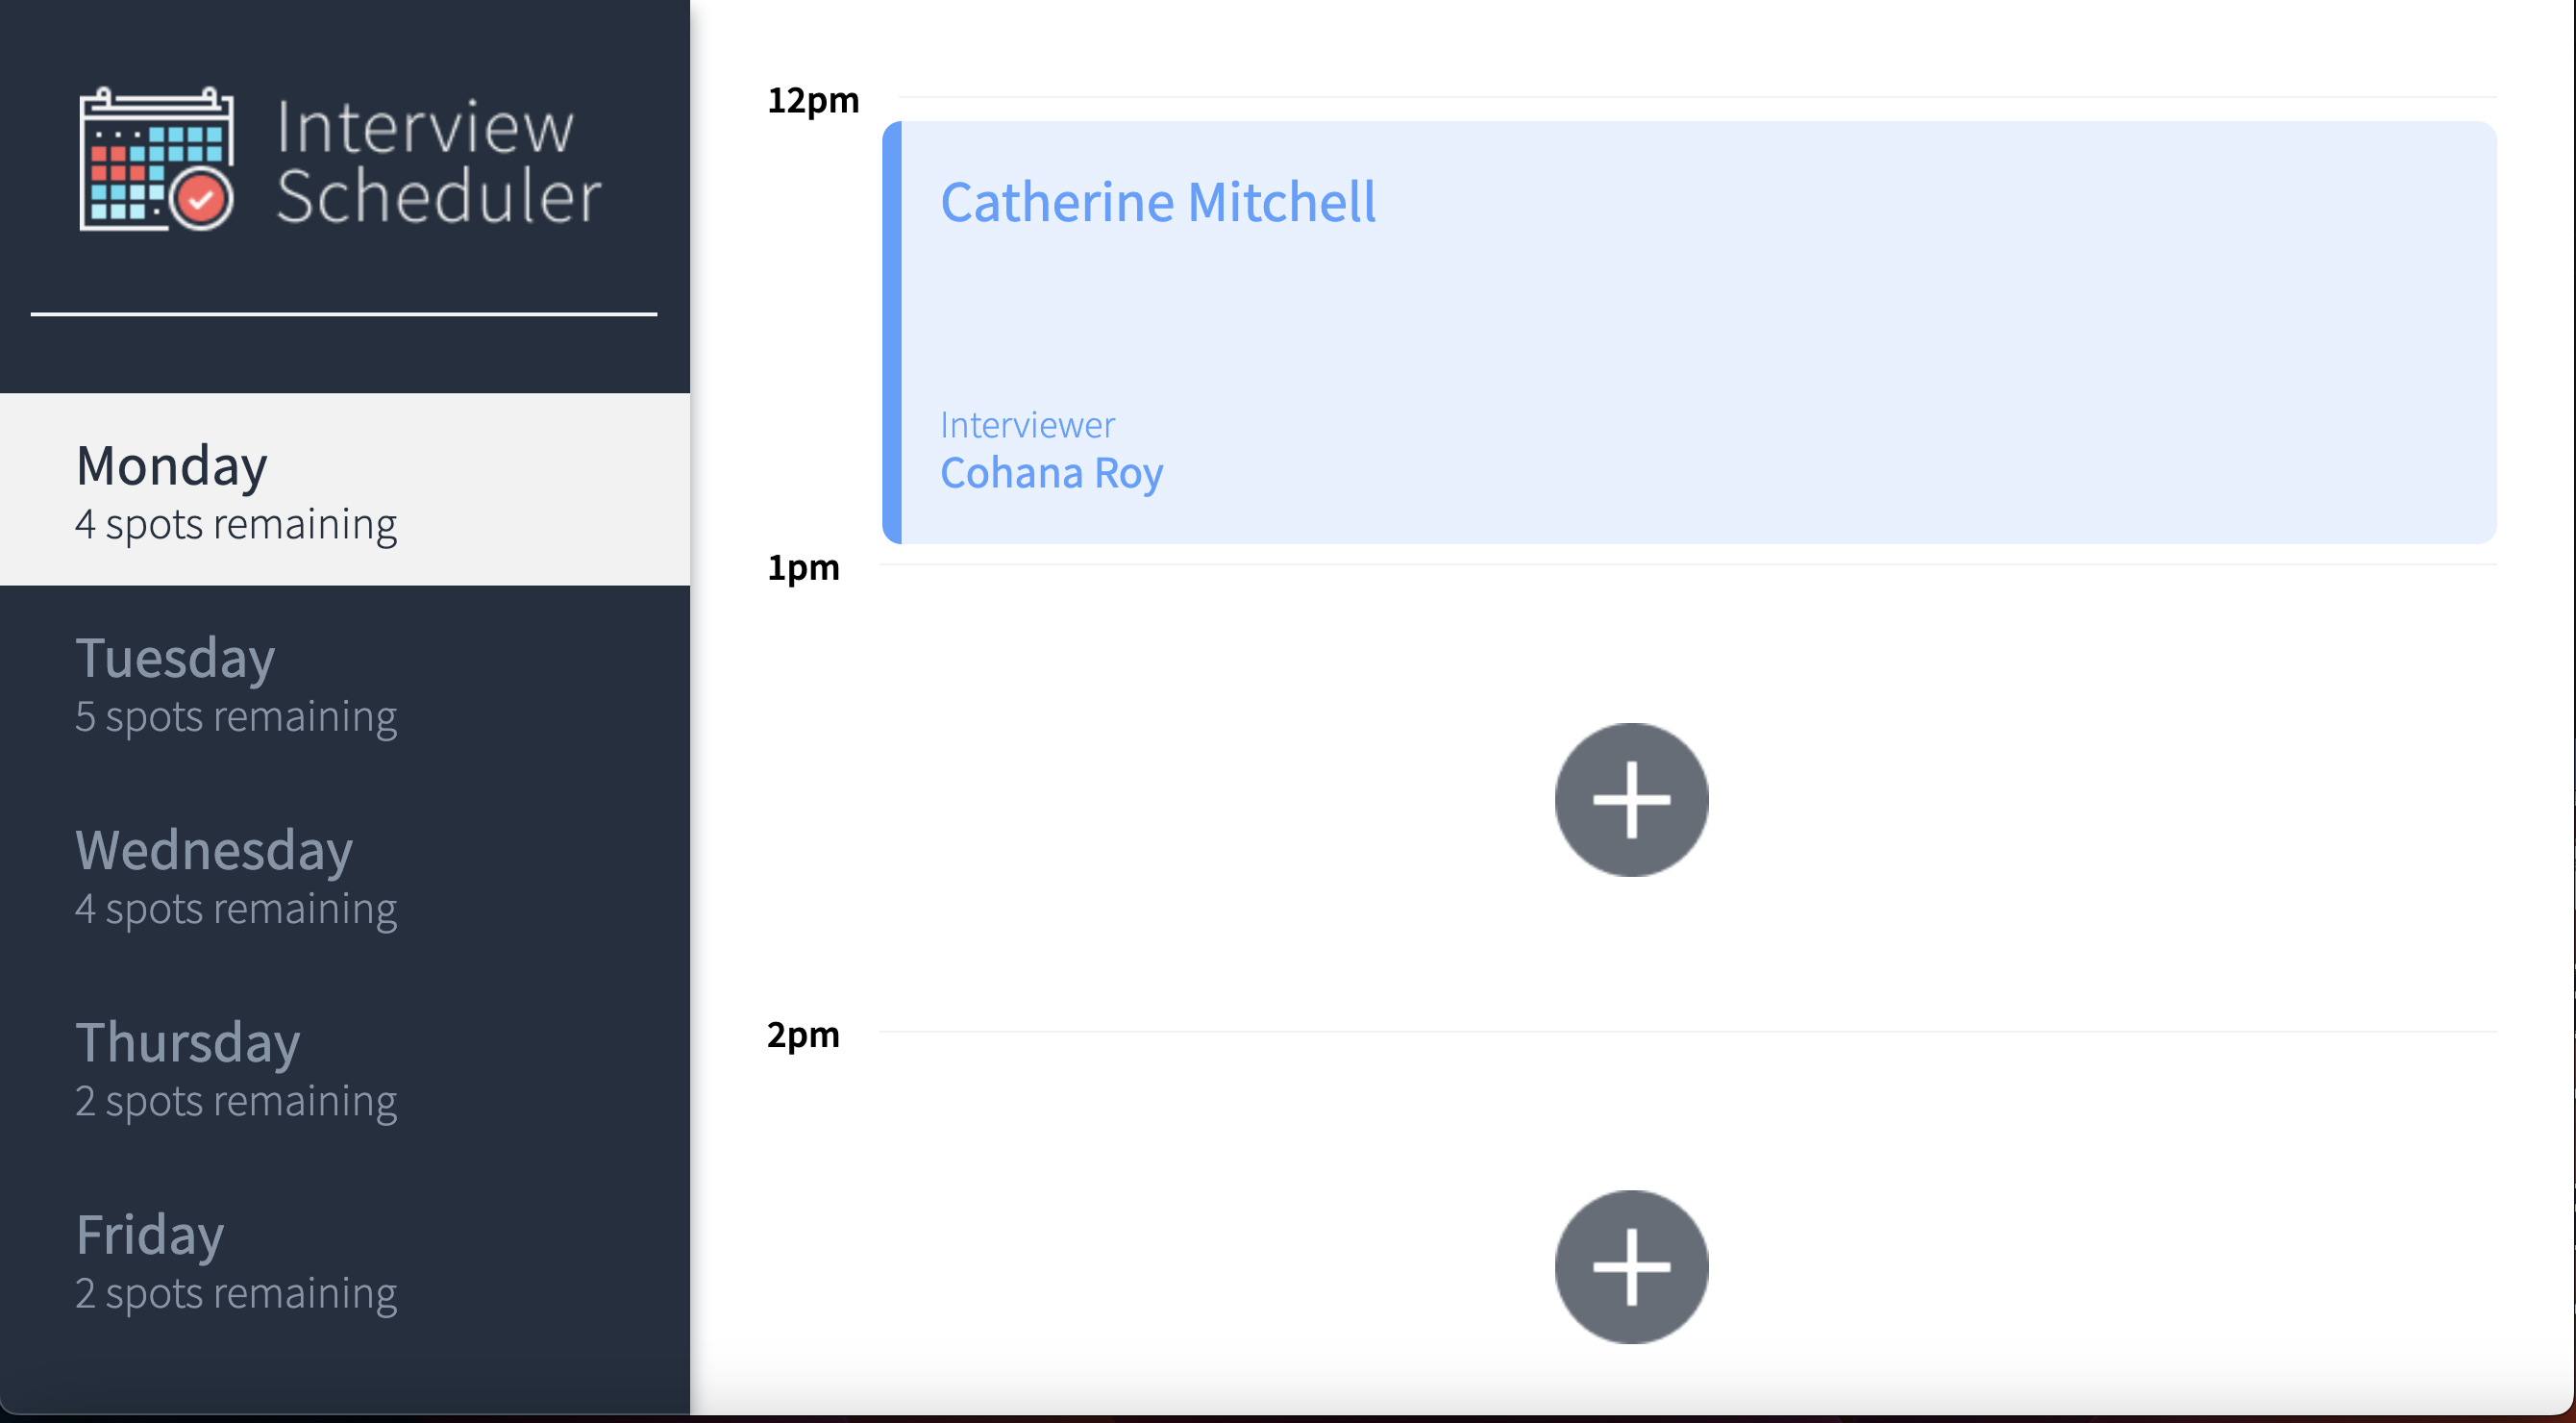 Interview
Scheduler
Monday
4 spots remaining
Tuesday
5 spots remaining
Wednesday
4 spots remaining
Thursday
2 spots remaining
Friday
2 spots remaining
12pm
Catherine Mitchell
Interviewer
Cohana Roy
1pm
2pm